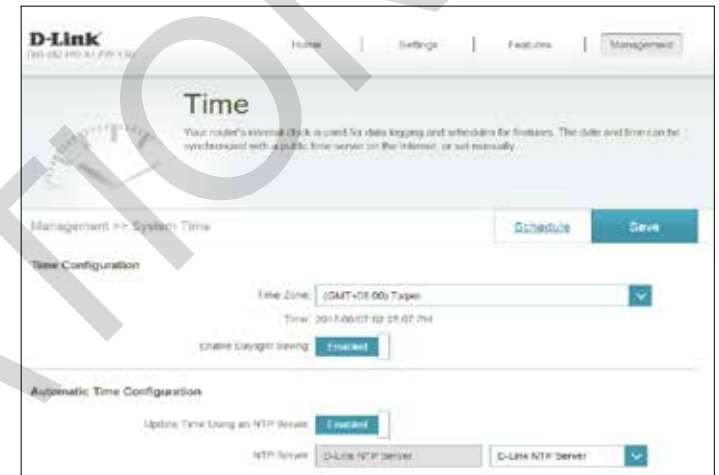 D-Link
Home | Settings | Features | Management
Time
Your router's internal clock is used for data logging and schedules for features. The date and time can be
synchronized with a public time server on the Internet, or set manually.
Management >> System Time
Schedule
Save
Time Configuration
Time Zone: (GMT+08:00) Taipei
Time:
Enable Daylight Saving: Enabled
Automatic Time Configuration
Update Time Using an NTP Server: Enabled
NTP Server: D-Link NTP Server D-Link NTP Server